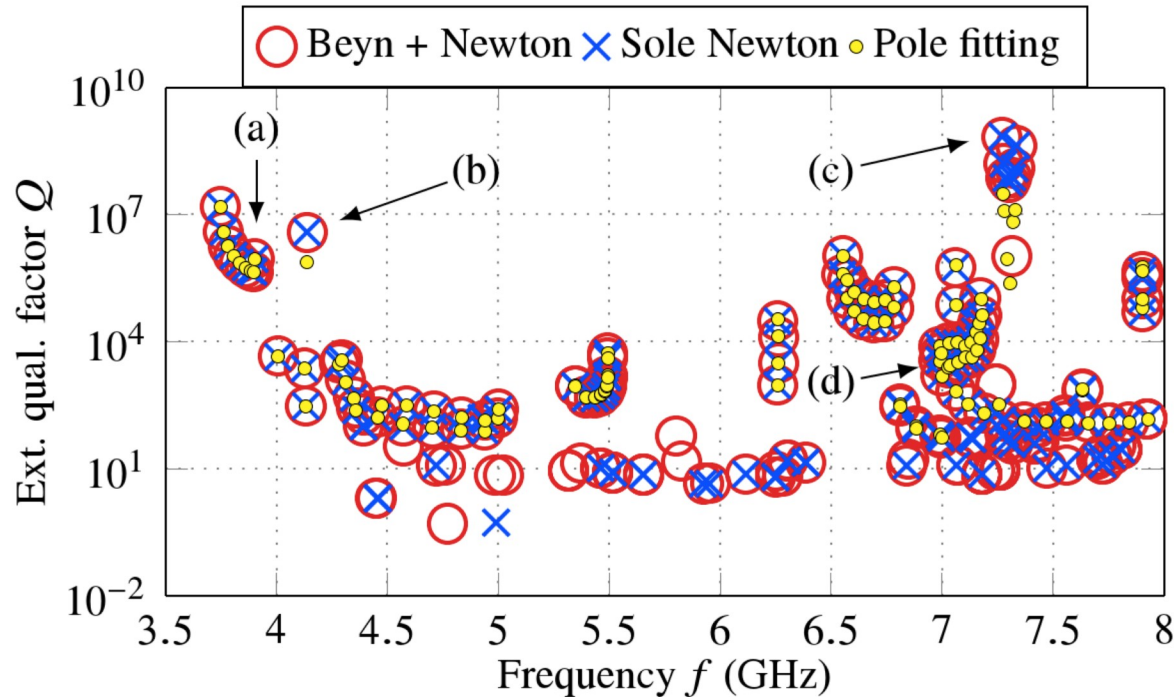 Beyn + Newton Sole Newton Pole fitting
10^10
(a)
(b)
(c)
10^7
10^4
(d)
10^1
10^-2
3.5 4 4.5 5 5.5 6 6.5 7 7.5 8
Frequency f (GHz)
Ext. qual. factor Q